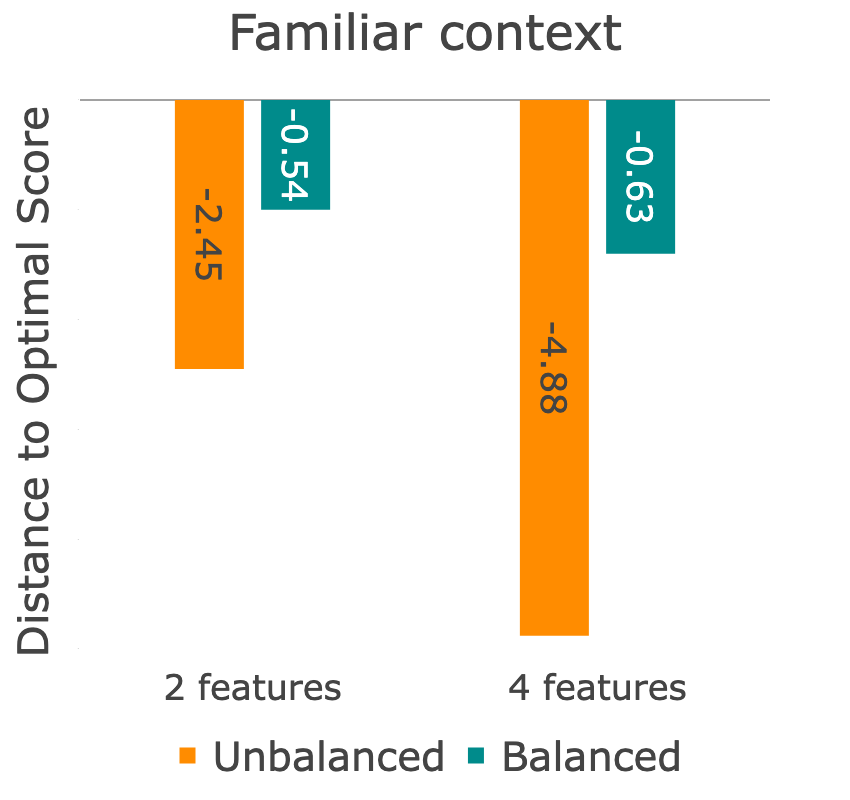 Familiar context
Distance to Optimal Score
-2.45
-0.54
-4.88
-0.63
2 features
4 features
Unbalanced
Balanced